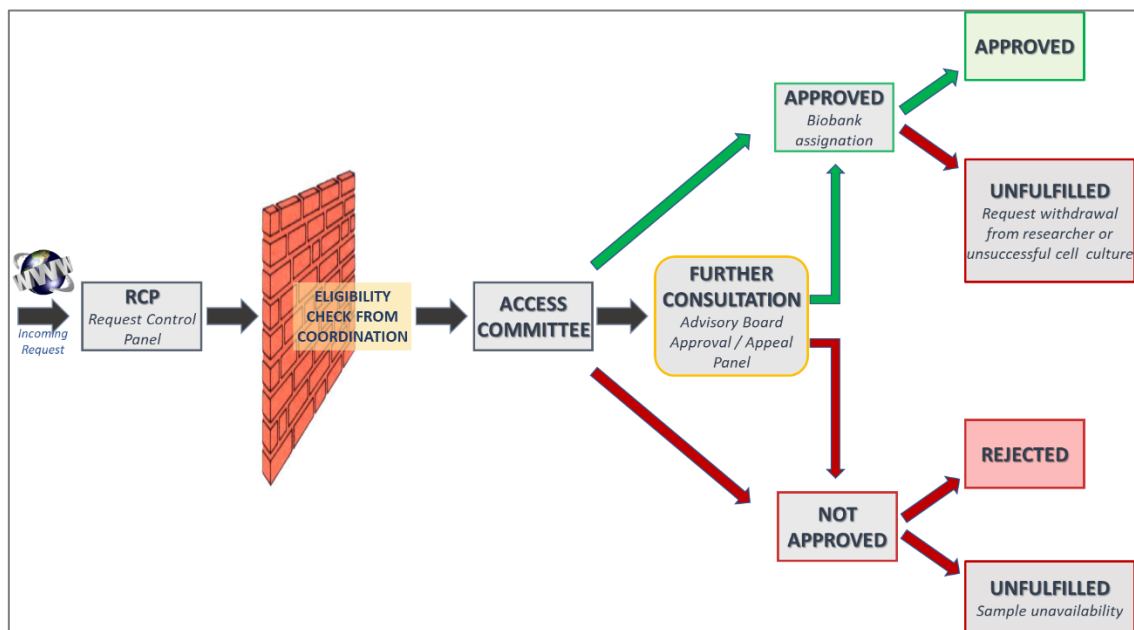 WWW
Incoming
Request
RCP
Request Control
Panel
ELIGIBILITY
CHECK FROM
COORDINATION
ACCESS
COMMITTEE
FURTHER
CONSULTATION
Advisory Board
Approval / Appeal
Panel
APPROVED
Biobank
assignation
APPROVED
UNFULFILLED
Request withdrawal
from researcher or
unsuccessful cell culture
NOT
APPROVED
REJECTED
UNFULFILLED
Sample unavailability